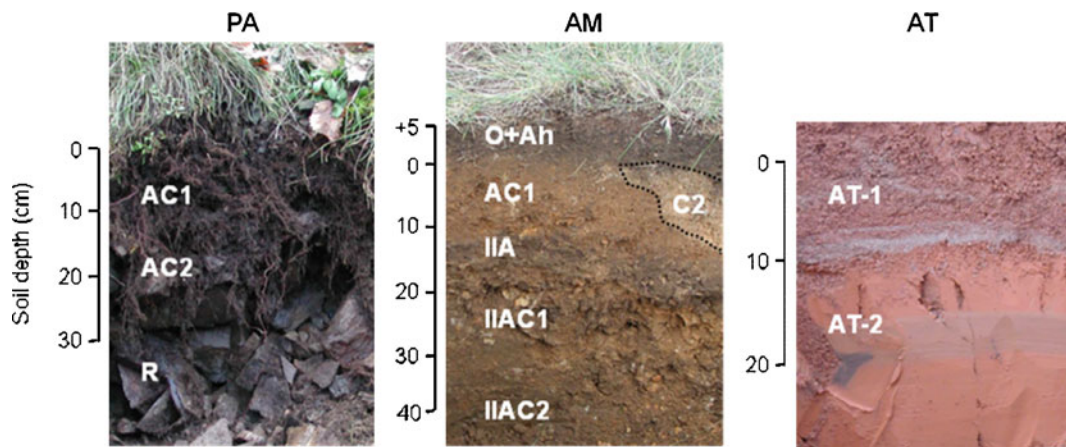 PA
AM
AT
Soil depth (cm)
0
10
20
30
AC1
AC2
R
+5
0
10
20
30
40
O+Ah
AC1
C2
IIA
IIAC1
IIAC2
0
10
20
AT-1
AT-2